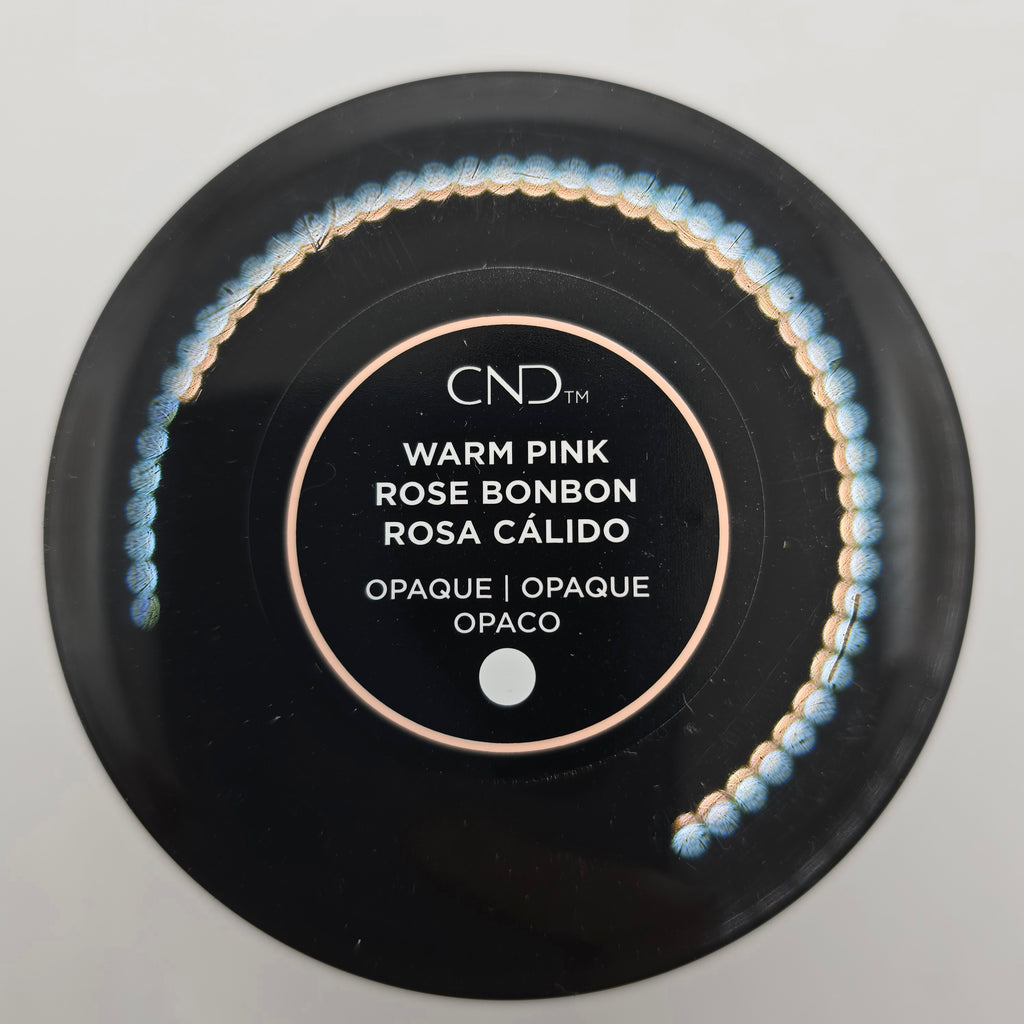 CND™
WARM PINK
ROSE BONBON
ROSA CÁLIDO
OPAQUE | OPAQUE
OPACO